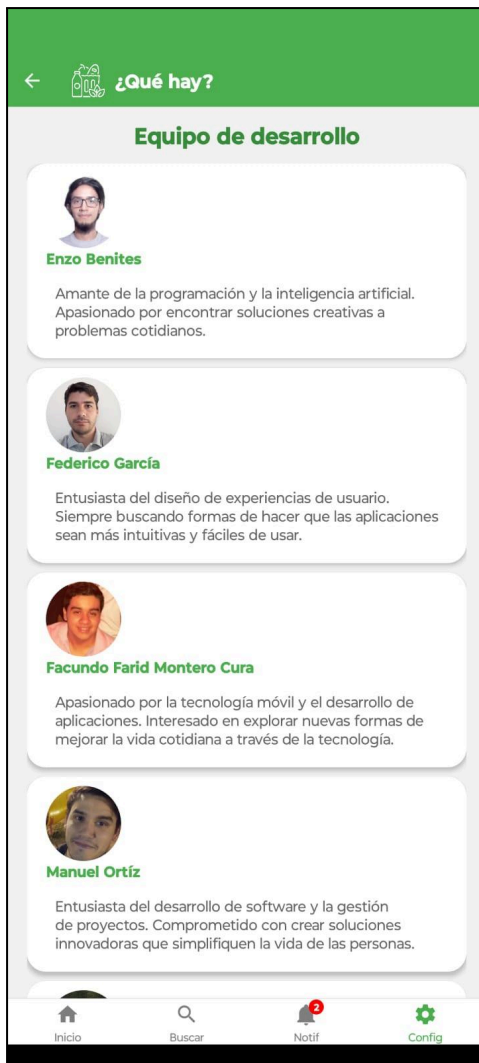 ¿Qué hay?
Equipo de desarrollo
Enzo Benites
Amante de la programación y la inteligencia artificial.
Apasionado por encontrar soluciones creativas a
problemas cotidianos.
Federico García
Entusiasta del diseño de experiencias de usuario.
Siempre buscando formas de hacer que las aplicaciones
sean más intuitivas y fáciles de usar.
Facundo Farid Montero Cura
Apasionado por la tecnología móvil y el desarrollo de
aplicaciones. Interesado en explorar nuevas formas de
mejorar la vida cotidiana a través de la tecnología.
Manuel Ortíz
Entusiasta del desarrollo de software y la gestión
de proyectos. Comprometido con crear soluciones
innovadoras que simplifiquen la vida de las personas.
2
Inicio Buscar Notif Config